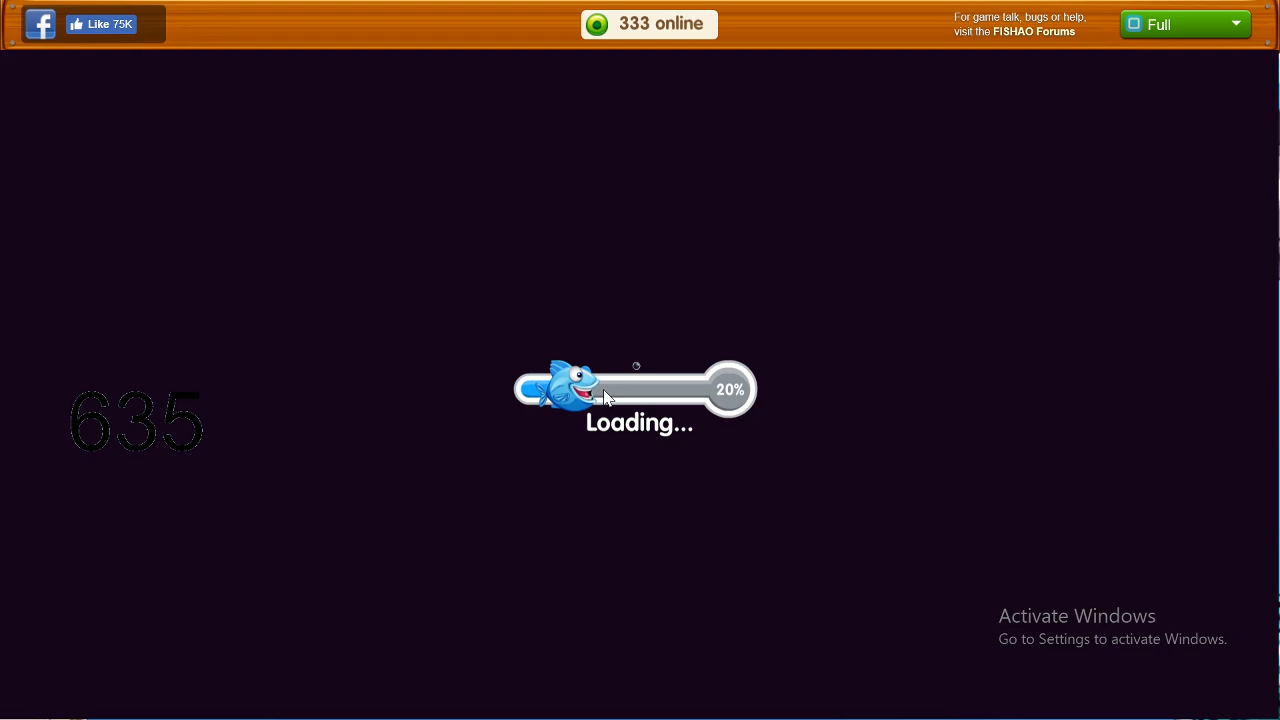 Like 75K
333 online
For game talk, bugs or help,
visit the FISHAO Forums
Full
20%
Loading...
635
Activate Windows
Go to Settings to activate Windows.